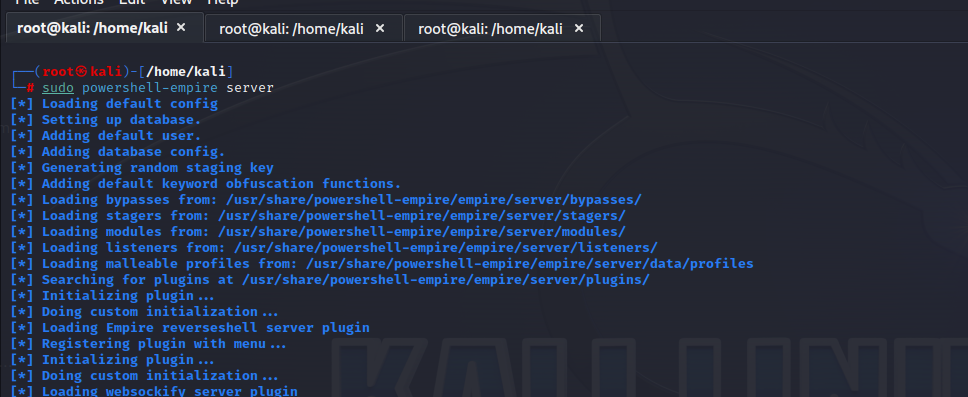 File Actions Edit View Help
root@kali: /home/kali × root@kali: /home/kali × root@kali: /home/kali ×
┌──(root㉿kali)-[/home/kali]
└─# sudo powershell-empire server
[*] Loading default config
[*] Setting up database.
[*] Adding default user.
[*] Adding database config.
[*] Generating random staging key
[*] Adding default keyword obfuscation functions.
[*] Loading bypasses from: /usr/share/powershell-empire/empire/server/bypasses/
[*] Loading stagers from: /usr/share/powershell-empire/empire/server/stagers/
[*] Loading modules from: /usr/share/powershell-empire/empire/server/modules/
[*] Loading listeners from: /usr/share/powershell-empire/empire/server/listeners/
[*] Loading malleable profiles from: /usr/share/powershell-empire/empire/server/data/profiles
[*] Searching for plugins at /usr/share/powershell-empire/empire/server/plugins/
[*] Initializing plugin...
[*] Doing custom initialization...
[*] Loading Empire reverseshell server plugin
[*] Registering plugin with menu...
[*] Initializing plugin...
[*] Doing custom initialization...
[*] Loading websockify server plugin